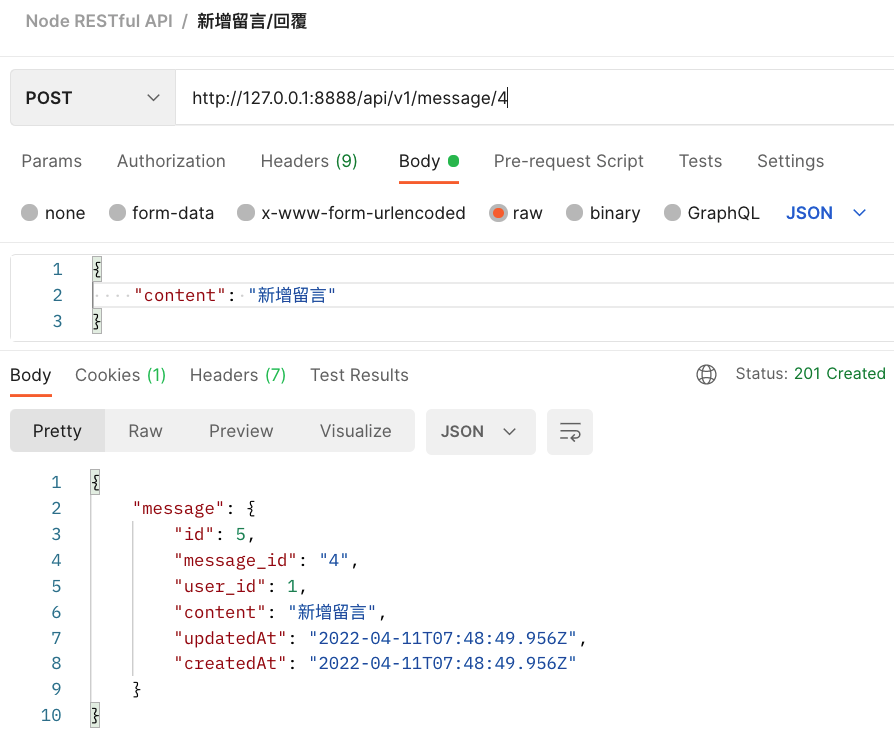 Node RESTful API / 新增留言/回覆
POST http://127.0.0.1:8888/api/v1/message/4
Params Authorization Headers (9) Body Pre-request Script Tests Settings
none form-data x-www-form-urlencoded raw binary GraphQL JSON
1 {
2 ····"content":·"新增留言"
3 }
Body Cookies (1) Headers (7) Test Results Status: 201 Created
Pretty Raw Preview Visualize JSON
1 {
2 "message": {
3 "id": 5,
4 "message_id": "4",
5 "user_id": 1,
6 "content": "新增留言",
7 "updatedAt": "2022-04-11T07:48:49.956Z",
8 "createdAt": "2022-04-11T07:48:49.956Z"
9 }
10 }